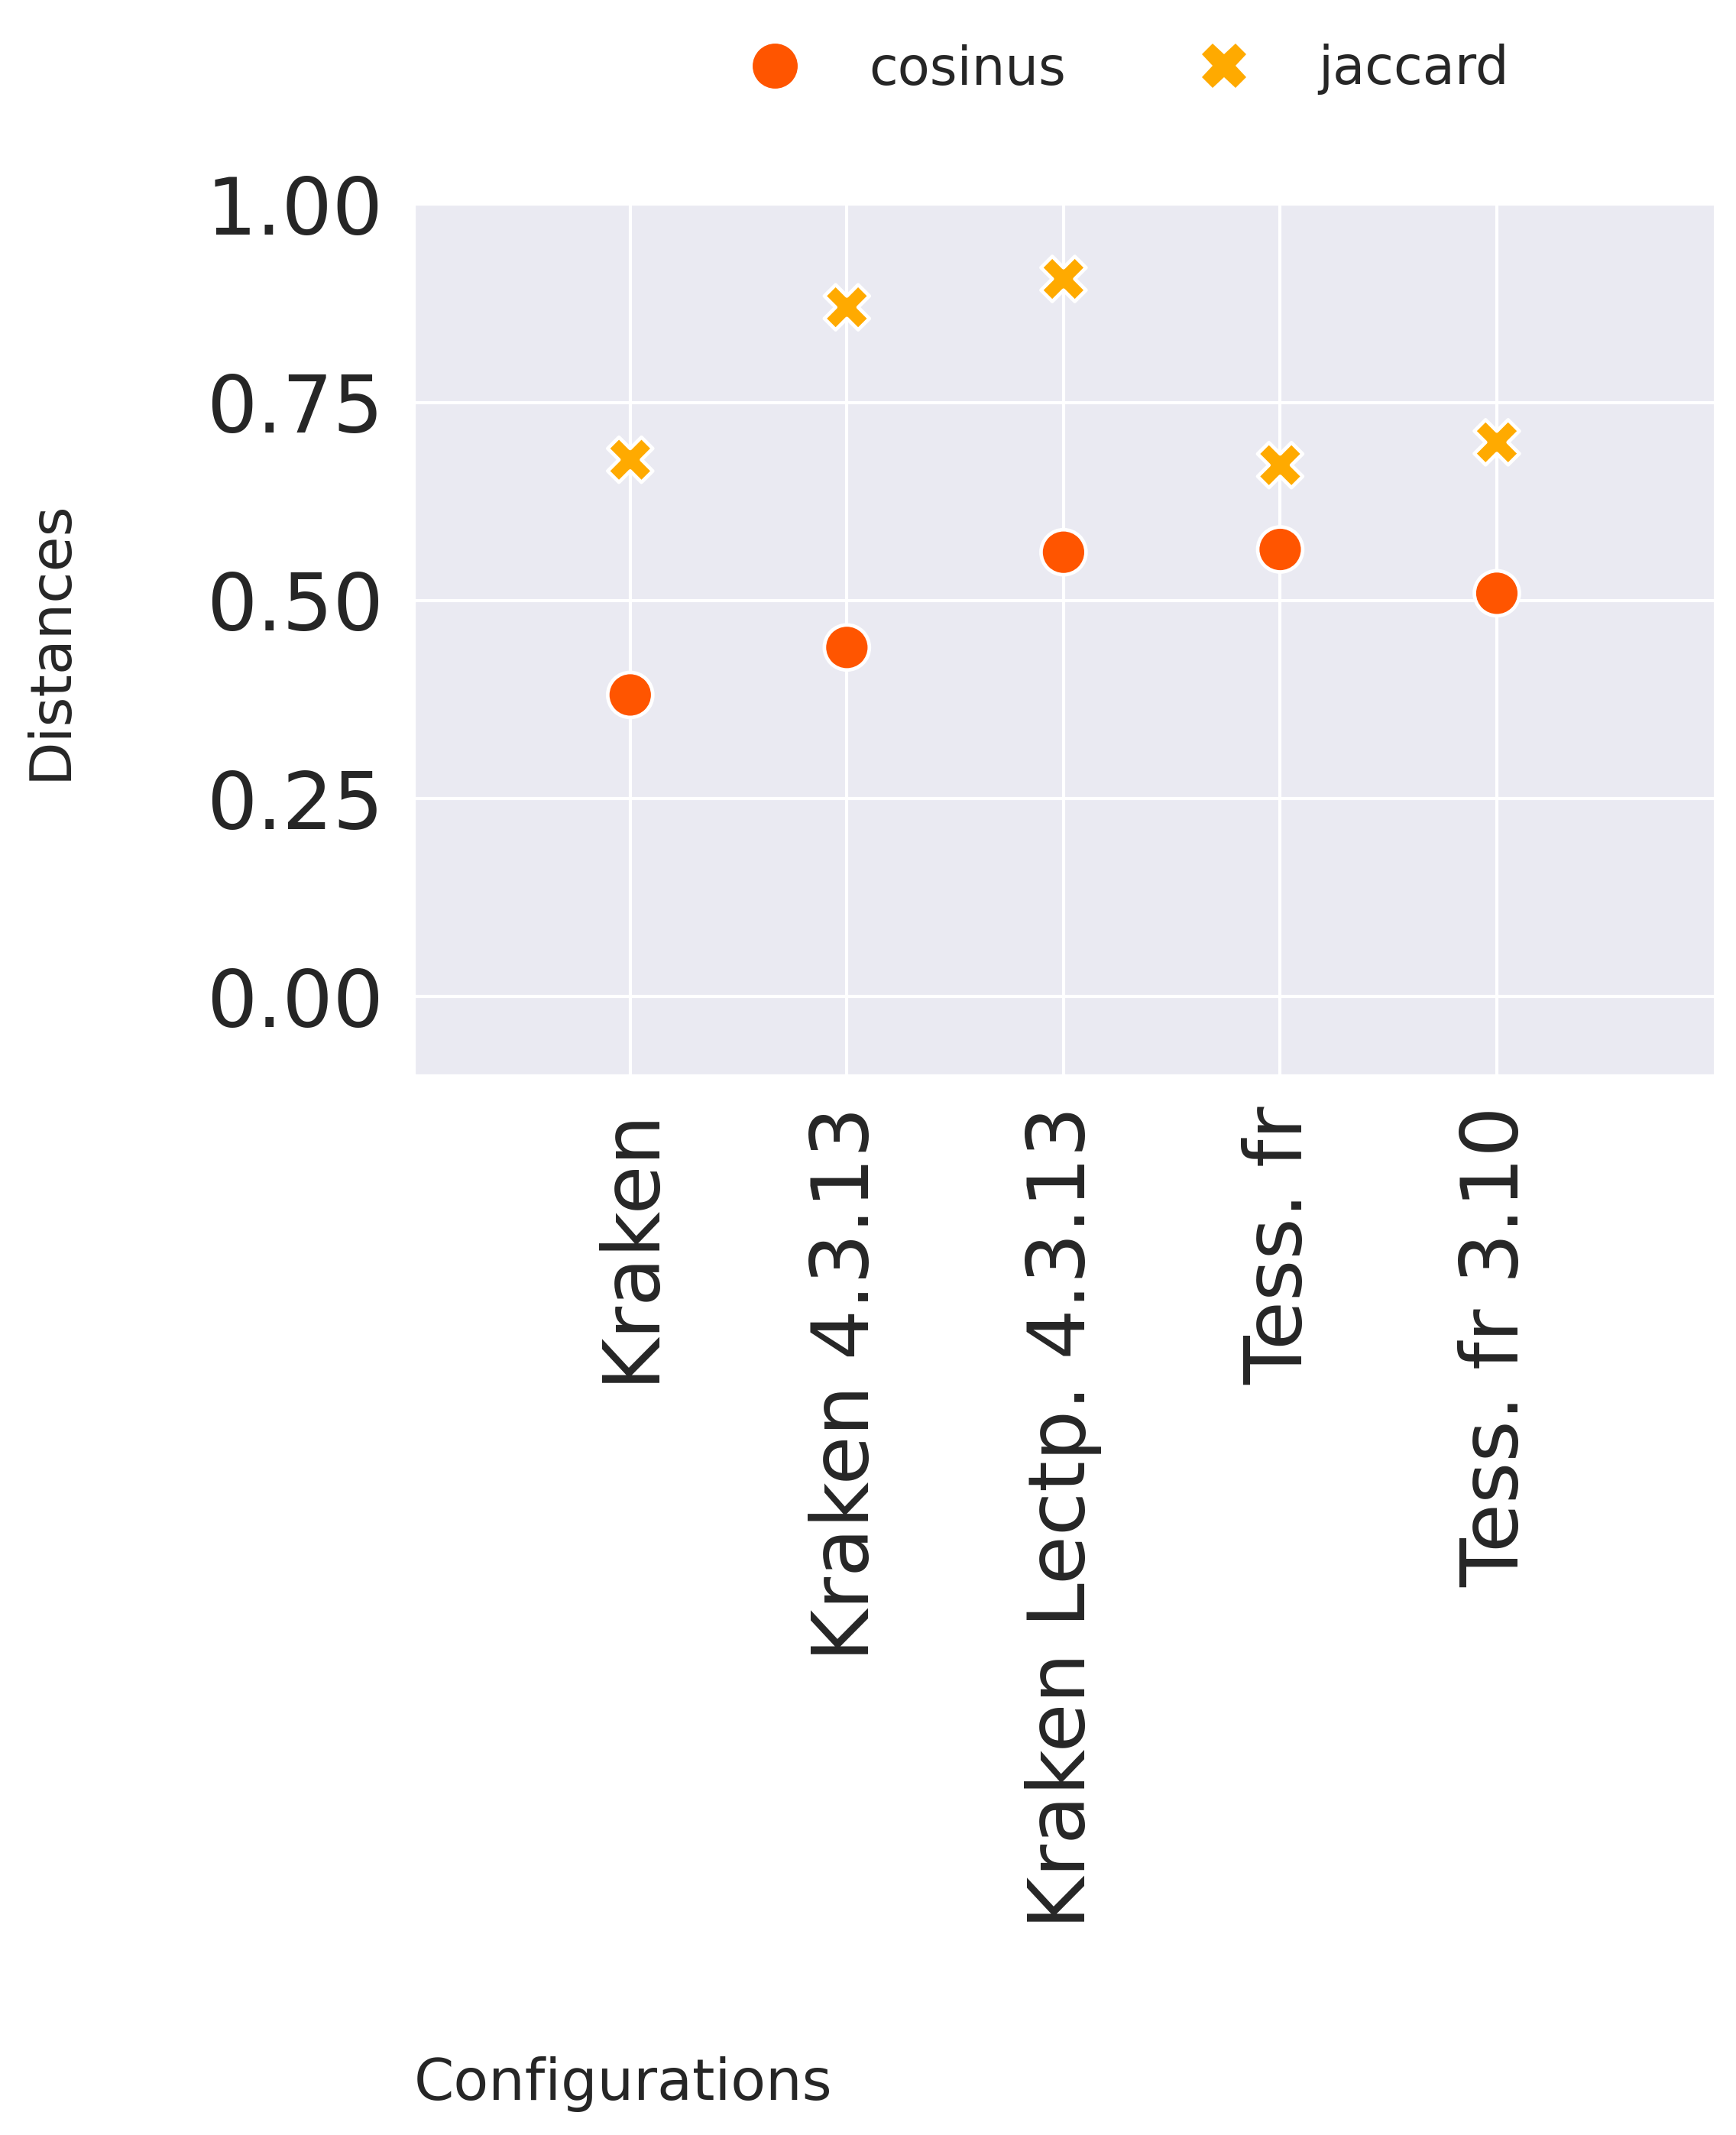 cosinus jaccard
1.00
0.75
0.50
0.25
0.00
Distances
Kraken
Kraken 4.3.13
Kraken Lectp. 4.3.13
Tess. fr
Tess. fr 3.10
Configurations